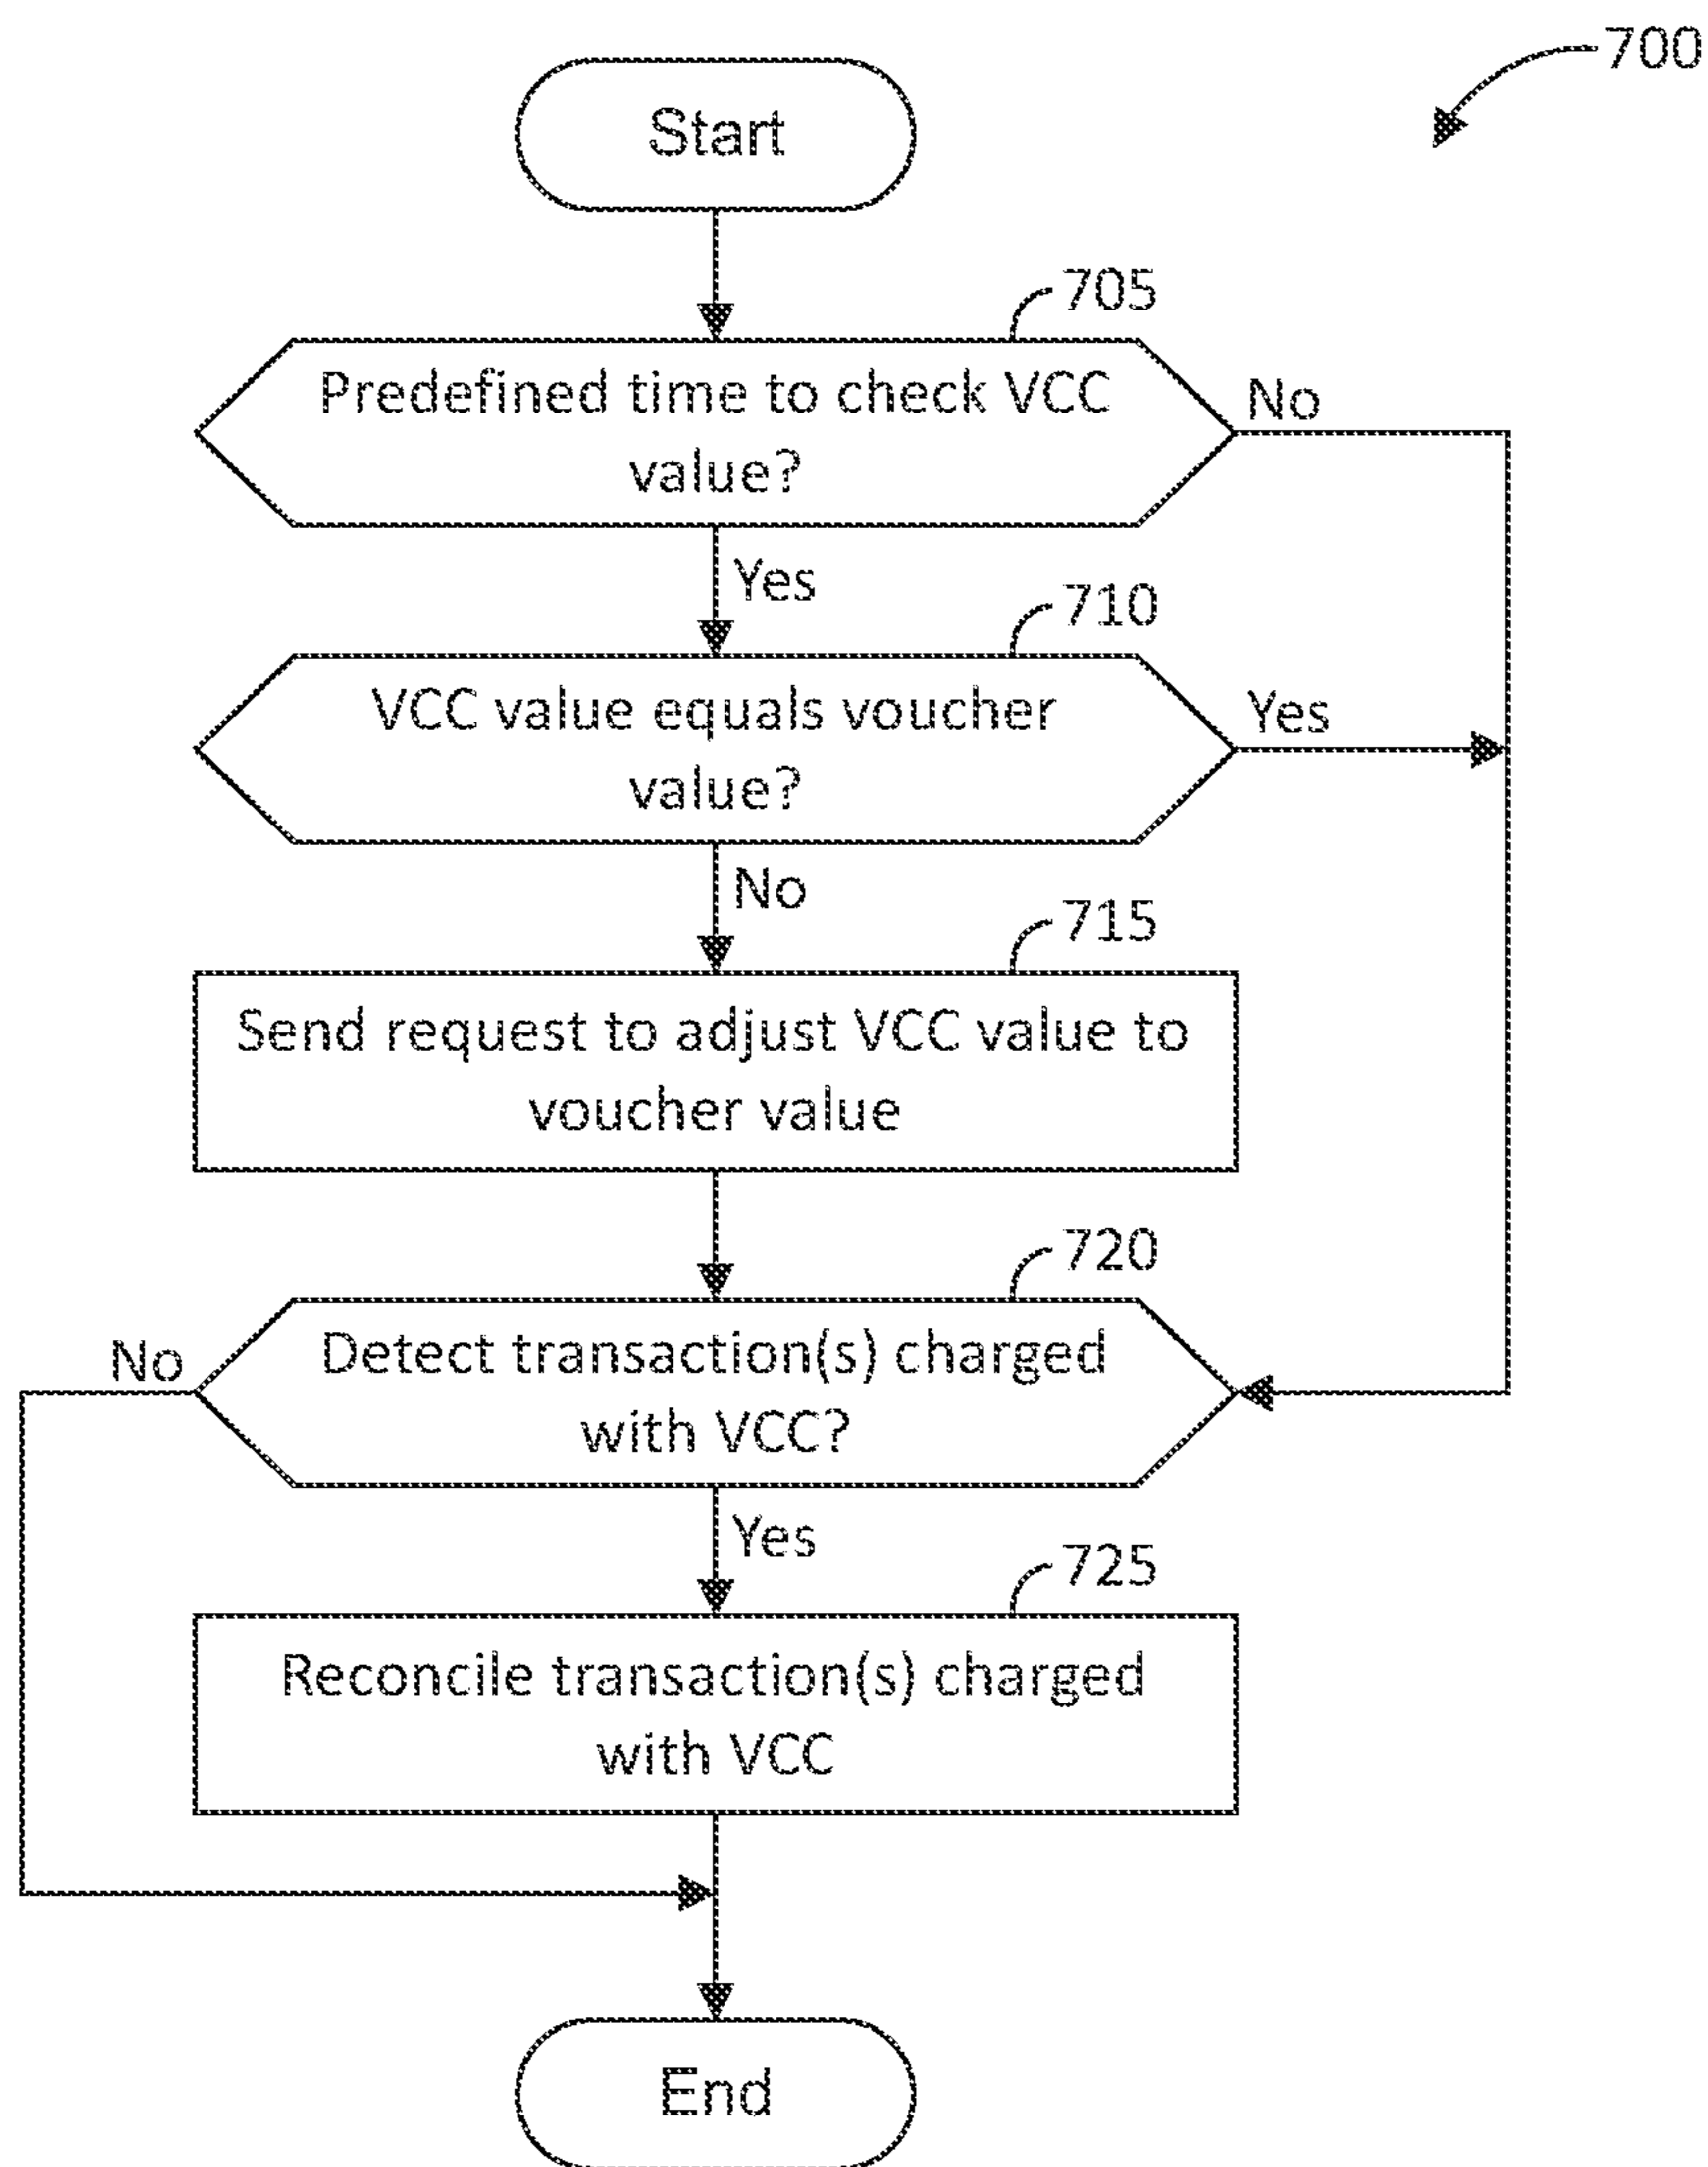 700
Start
705
Predefined time to check VCC
value?
No
Yes
710
VCC value equals voucher
value?
Yes
No
715
Send request to adjust VCC value to
voucher value
720
No
Detect transaction(s) charged
with VCC?
Yes
725
Reconcile transaction(s) charged
with VCC
End